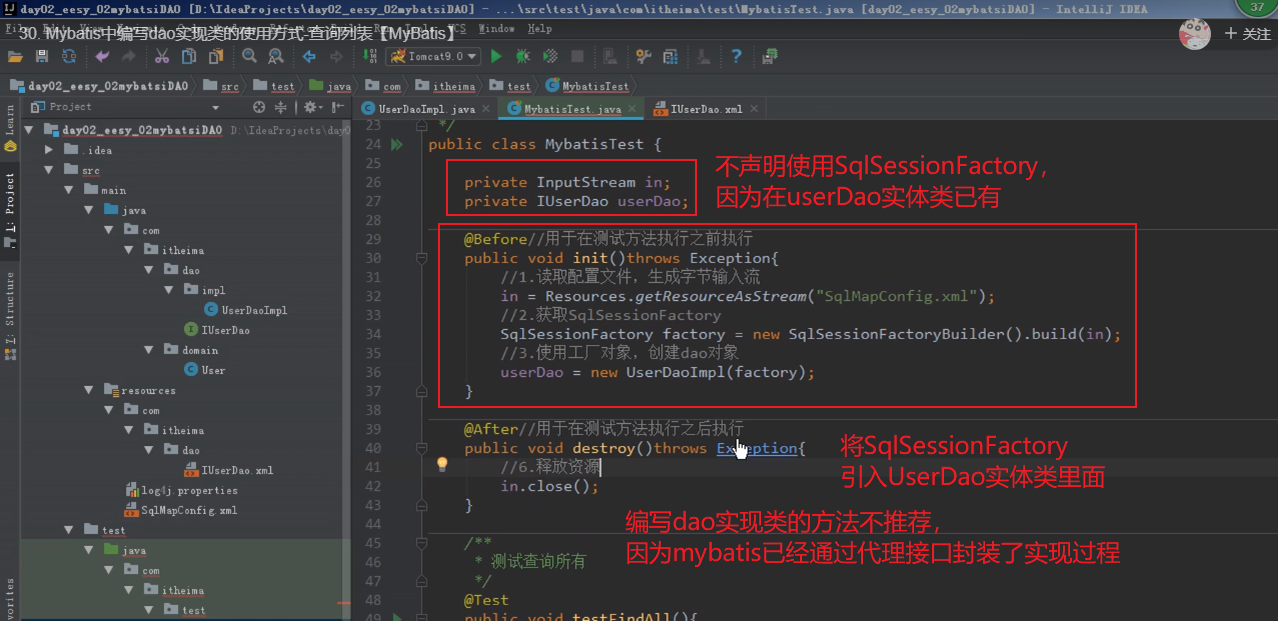 day02_eesy_02mybatsiDAO [D:\IdeaProjects\day02_eesy_02mybatsiDAO] - ...\src\test\java\com\itheima\test\MybatisTest.java [day02_eesy_02mybatsiDAO] - IntelliJ IDEA
37
30. Mybatis中编写dao实现类的使用方式-查询列表【MyBatis】
Window Help
+ 关注
Tomcat9.0
day02_eesy_02mybatsiDAO src test java com itheima test MybatisTest
Project
UserDaoImpl.java MybatisTest.java IUserDao.xml
Learn
1: Project
7: Structure
vorites
day02_eesy_02mybatsiDAO D:\IdeaProjects\day0
.idea
src
main
java
com
itheima
dao
impl
UserDaoImpl
IUserDao
domain
User
resources
com
itheima
dao
IUserDao.xml
log4j.properties
SqlMapConfig.xml
test
java
com
itheima
test
23 */
24 public class MybatisTest {
25
26 private InputStream in;
27 private IUserDao userDao;
28
29 @Before//用于在测试方法执行之前执行
30 public void init()throws Exception{
31 //1.读取配置文件，生成字节输入流
32 in = Resources.getResourceAsStream("SqlMapConfig.xml");
33 //2.获取SqlSessionFactory
34 SqlSessionFactory factory = new SqlSessionFactoryBuilder().build(in);
35 //3.使用工厂对象，创建dao对象
36 userDao = new UserDaoImpl(factory);
37 }
38
39 @After//用于在测试方法执行之后执行
40 public void destroy()throws Exception{
41 //6.释放资源
42 in.close();
43 }
44
45 /**
46 * 测试查询所有
47 */
48 @Test
49 public void testFindAll(){
不声明使用SqlSessionFactory，
因为在userDao实体类已有
将SqlSessionFactory
引入UserDao实体类里面
编写dao实现类的方法不推荐，
因为mybatis已经通过代理接口封装了实现过程